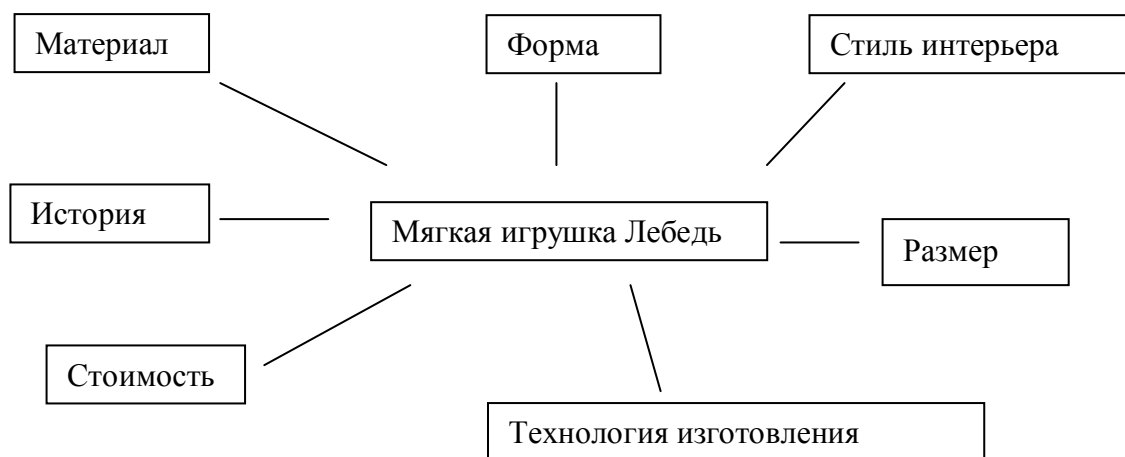 Материал
Форма
Стиль интерьера
История
Мягкая игрушка Лебедь
Размер
Стоимость
Технология изготовления